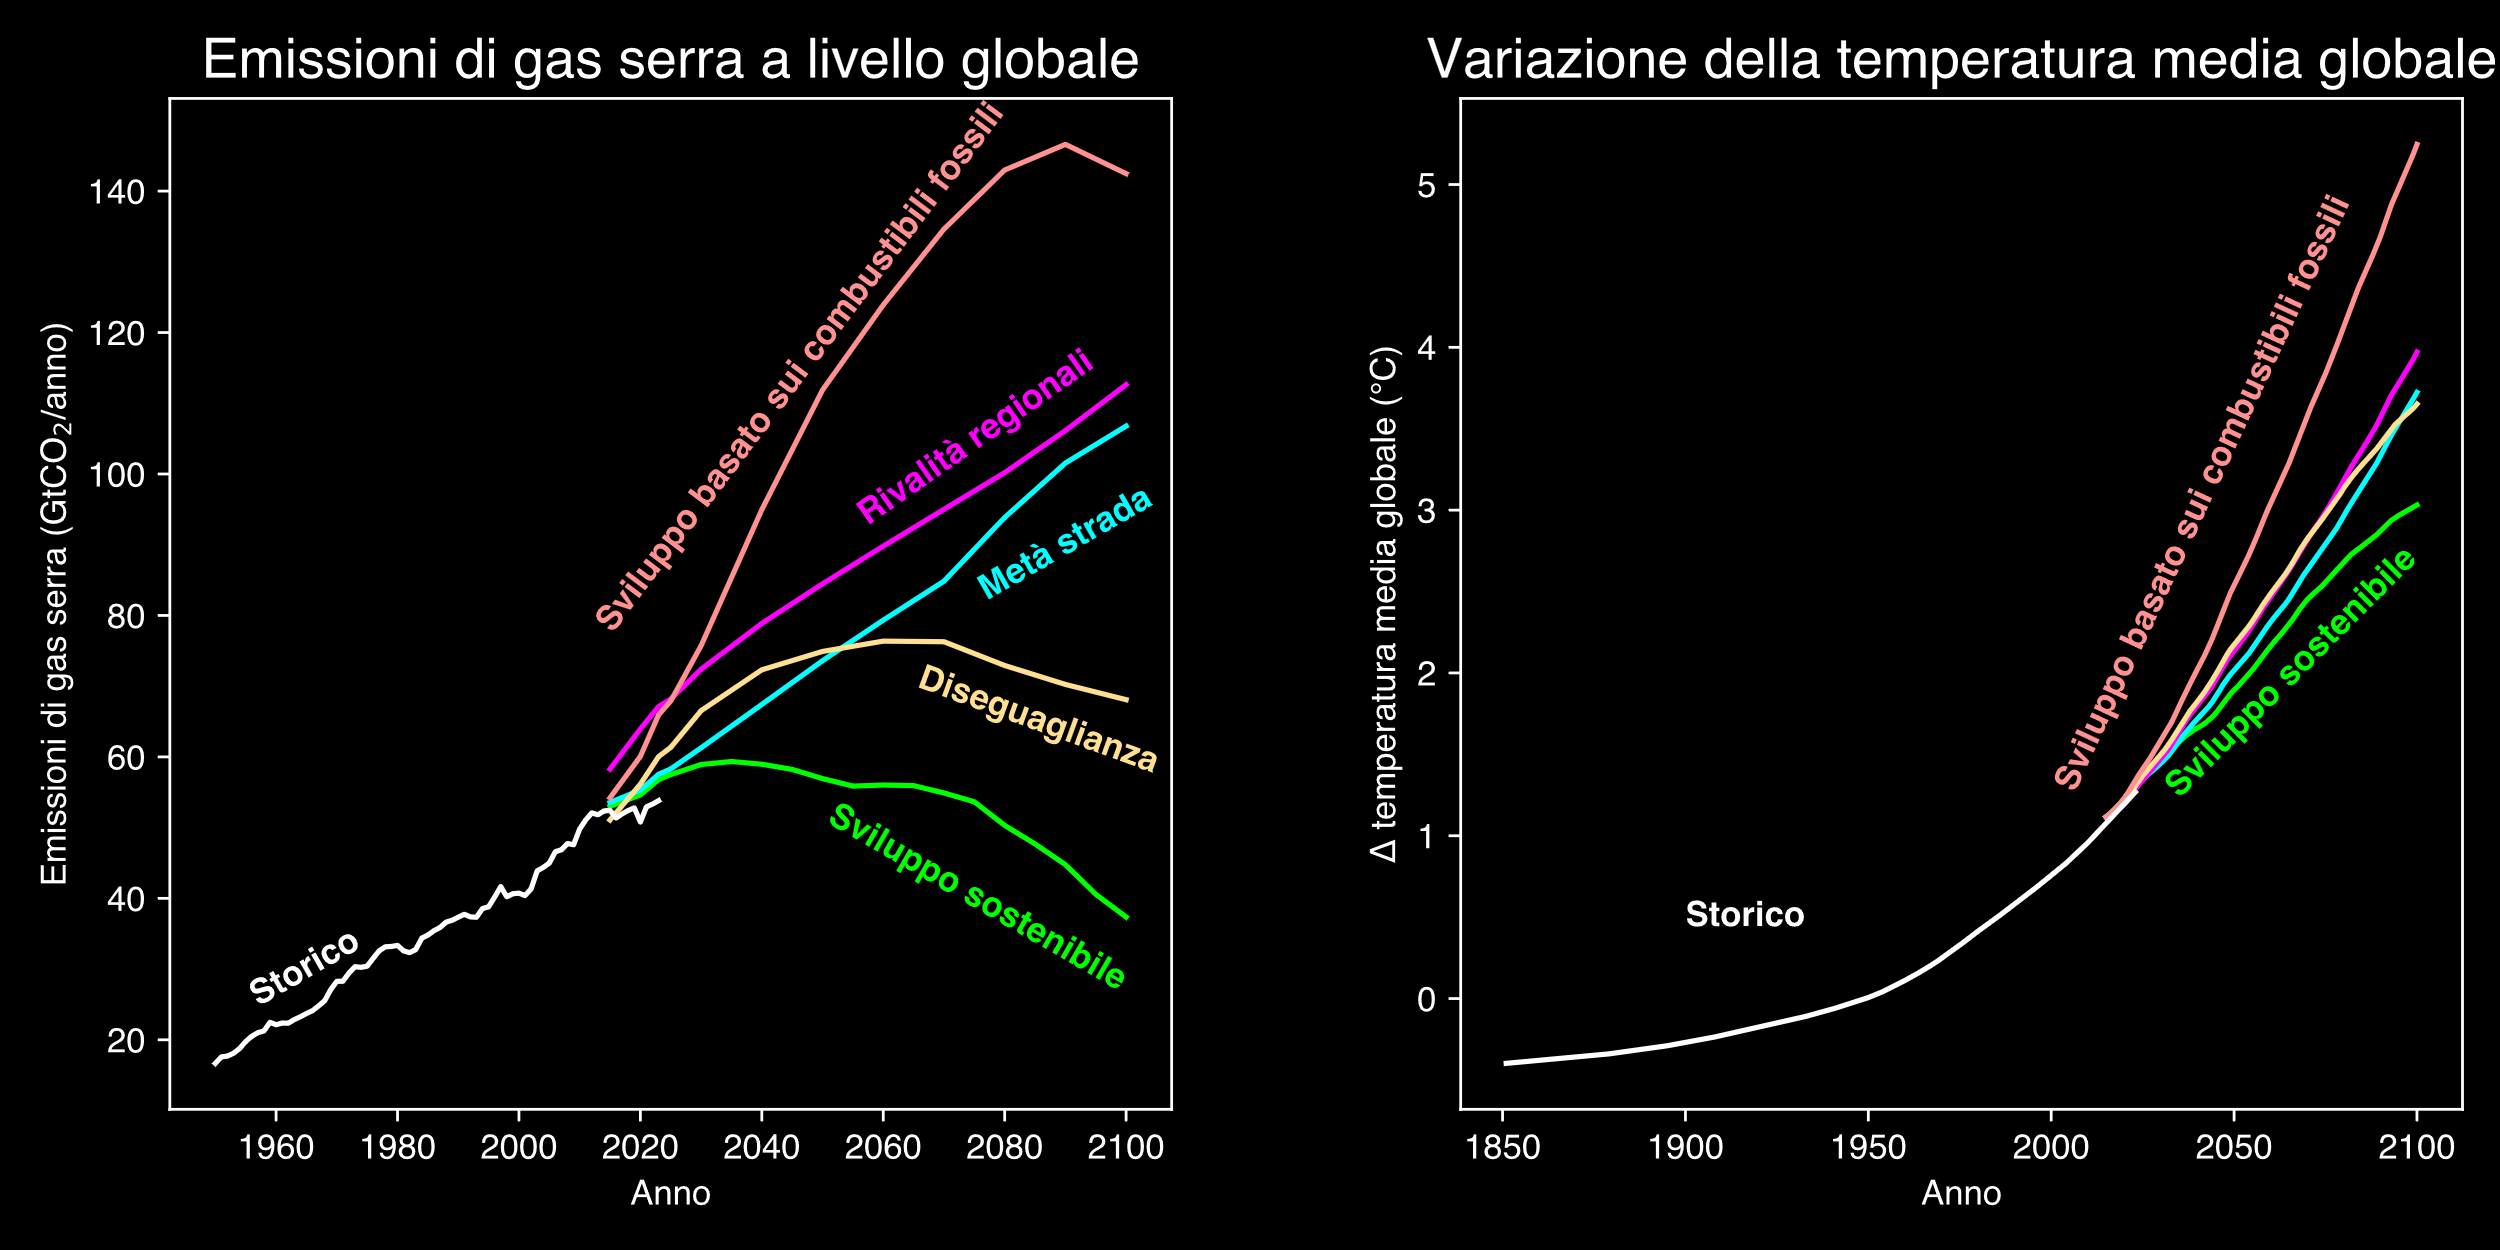 Emissioni di gas serra a livello globale
Emissioni di gas serra (GtCO₂/anno)
140
120
100
80
60
40
20
Sviluppo basato sui combustibili fossili
Rivalità regionali
Metà strada
Diseguaglianza
Sviluppo sostenibile
Storico
1960 1980 2000 2020 2040 2060 2080 2100
Anno
Variazione della temperatura media globale
Δ temperatura media globale (°C)
5
4
3
2
1
0
Sviluppo basato sui combustibili fossili
Sviluppo sostenibile
Storico
1850 1900 1950 2000 2050 2100
Anno